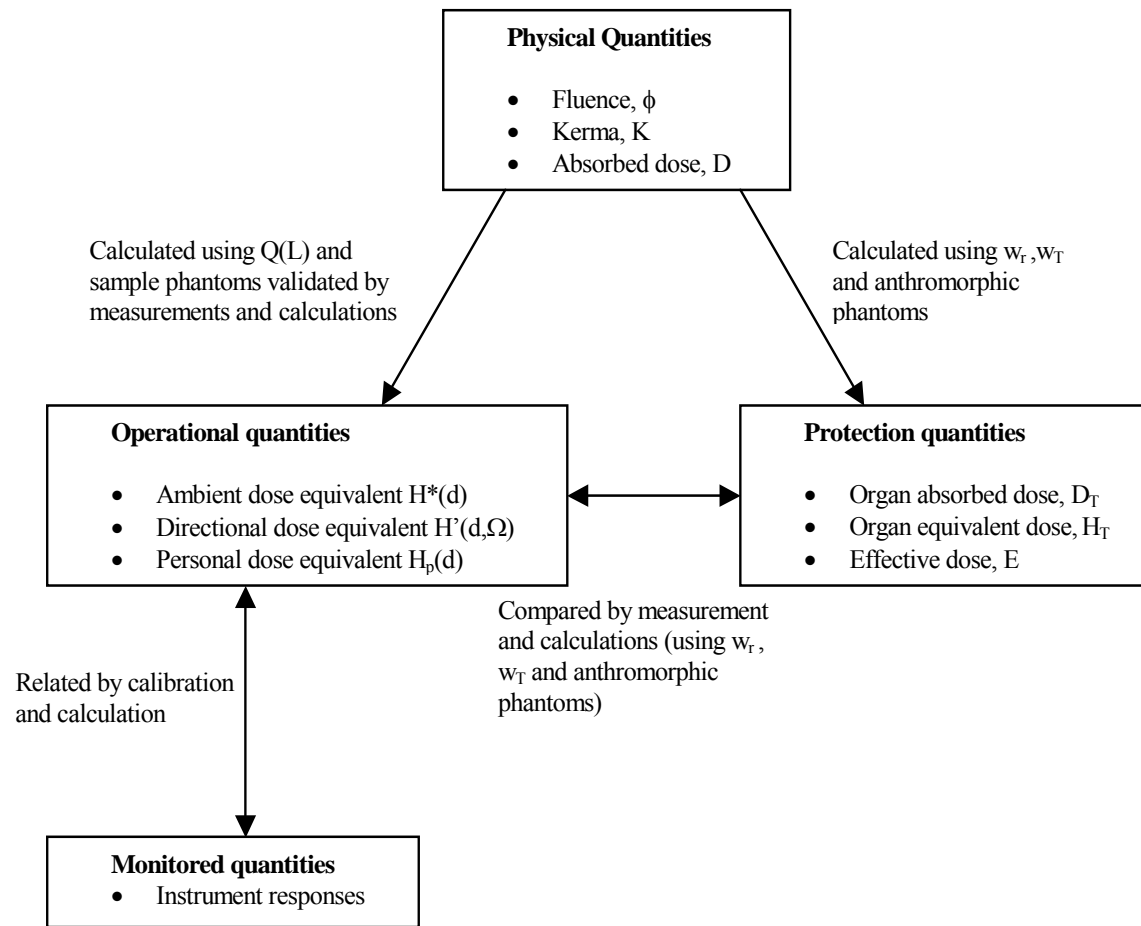 Physical Quantities
• Fluence, ϕ
• Kerma, K
• Absorbed dose, D
Calculated using Q(L) and
sample phantoms validated by
measurements and calculations
Calculated using wr ,wT
and anthromorphic
phantoms
Operational quantities
• Ambient dose equivalent H*(d)
• Directional dose equivalent H’(d,Ω)
• Personal dose equivalent Hp(d)
Protection quantities
• Organ absorbed dose, DT
• Organ equivalent dose, HT
• Effective dose, E
Compared by measurement
and calculations (using wr ,
wT and anthromorphic
phantoms)
Related by calibration
and calculation
Monitored quantities
• Instrument responses